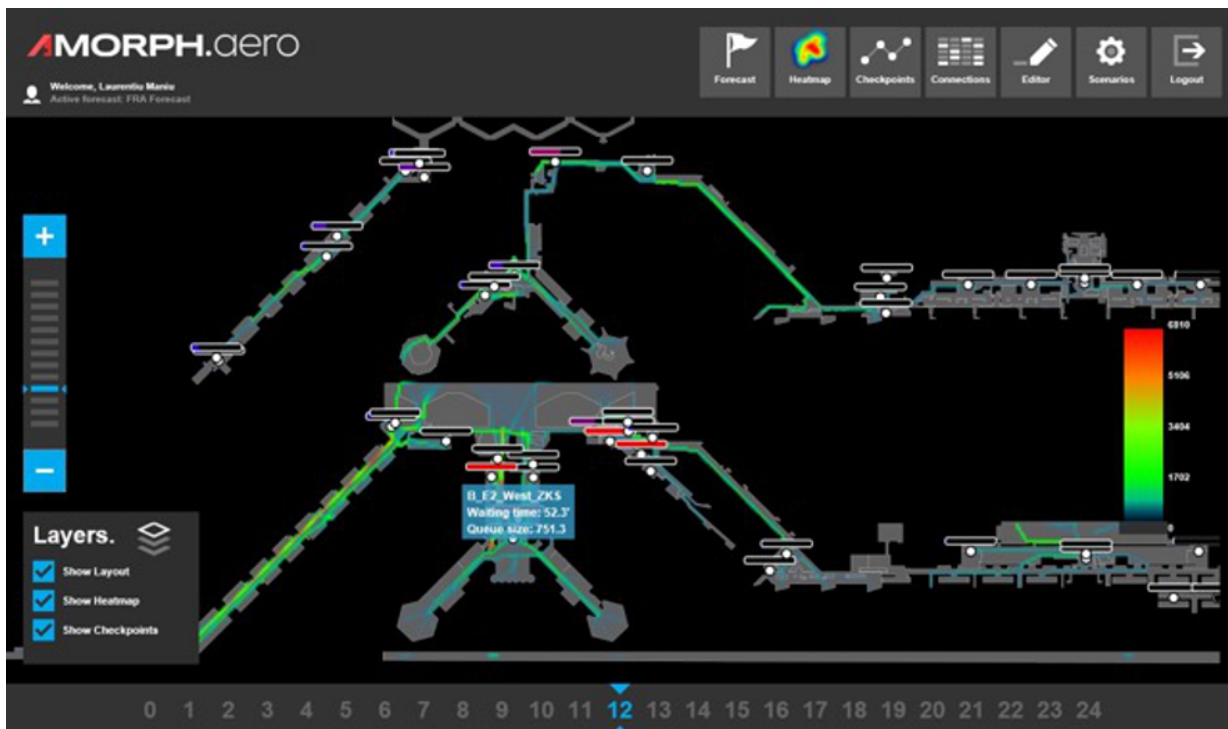 AMORPH.aero
Welcome, Laurentiu Maniu
Active forecast: FRA Forecast
Forecast
Heatmap
Checkpoints
Connections
Editor
Scenarios
Logout
+
−
B_E2_West_ZKS
Waiting time: 52.3'
Queue size: 751.3
6810
5106
3404
1702
0
Layers.
Show Layout
Show Heatmap
Show Checkpoints
0 1 2 3 4 5 6 7 8 9 10 11 12 13 14 15 16 17 18 19 20 21 22 23 24